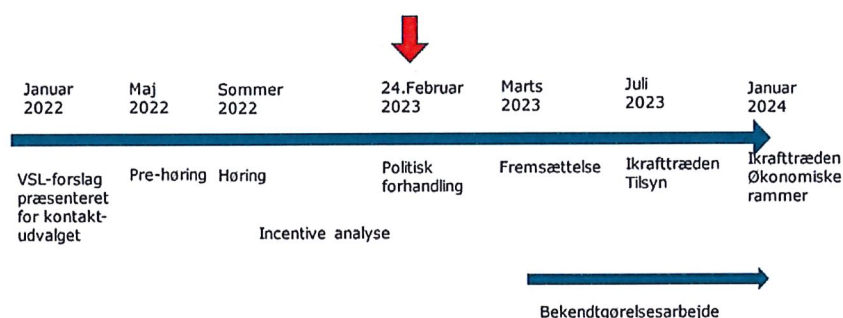 Januar
2022
Maj
2022
Sommer
2022
24.Februar
2023
Marts
2023
Juli
2023
Januar
2024
VSL-forslag
præsenteret
for kontakt-
udvalget
Pre-høring
Høring
Politisk
forhandling
Fremsættelse
Ikrafttræden
Tilsyn
Ikrafttræden
Økonomiske
rammer
Incentive analyse
Bekendtgørelsesarbejde